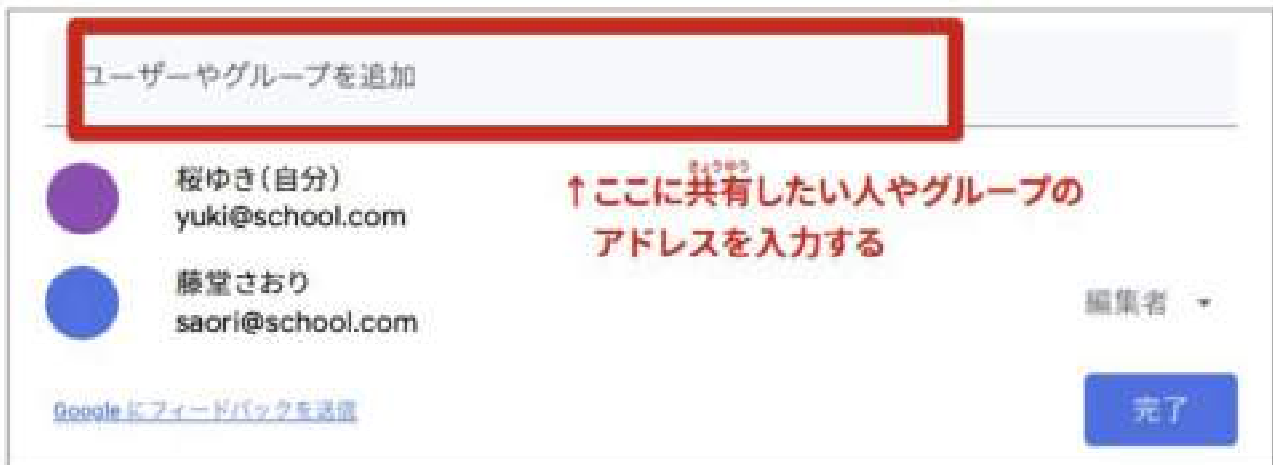 ユーザーやグループを追加
桜ゆき(自分)
yuki@school.com
きょうゆう
↑ここに共有したい人やグループの
アドレスを入力する
藤堂さおり
saori@school.com
編集者
Google にフィードバックを送信
完了